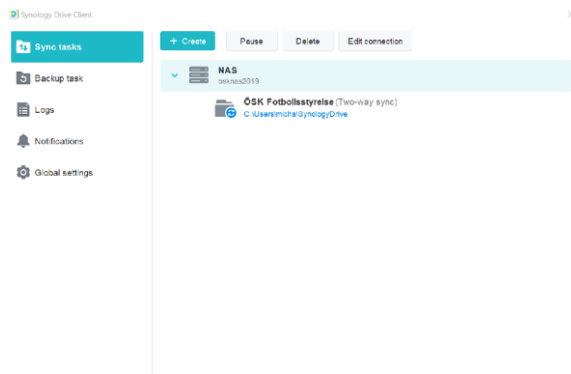 Synology Drive Client
Sync tasks
Backup task
Logs
Notifications
Global settings
+ Create Pause Delete Edit connection
NAS
osknas2019
ÖSK Fotbollsstyrelse (Two-way sync)
C:\Users\micha\SynologyDrive